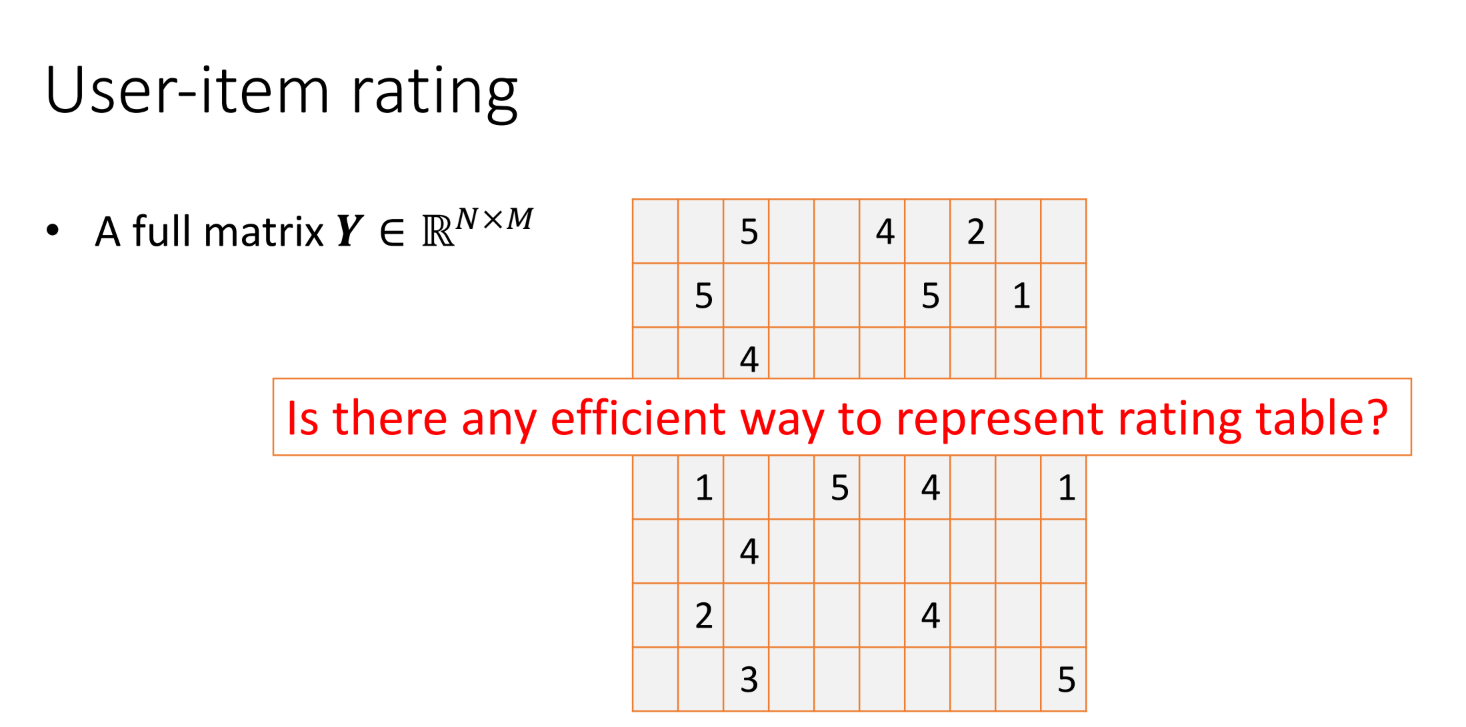 User-item rating
• A full matrix 𝒀 ∈ ℝ^{N×M}
5 4 2
5 5 1
4
Is there any efficient way to represent rating table?
1 5 4 1
4
2 4
3 5